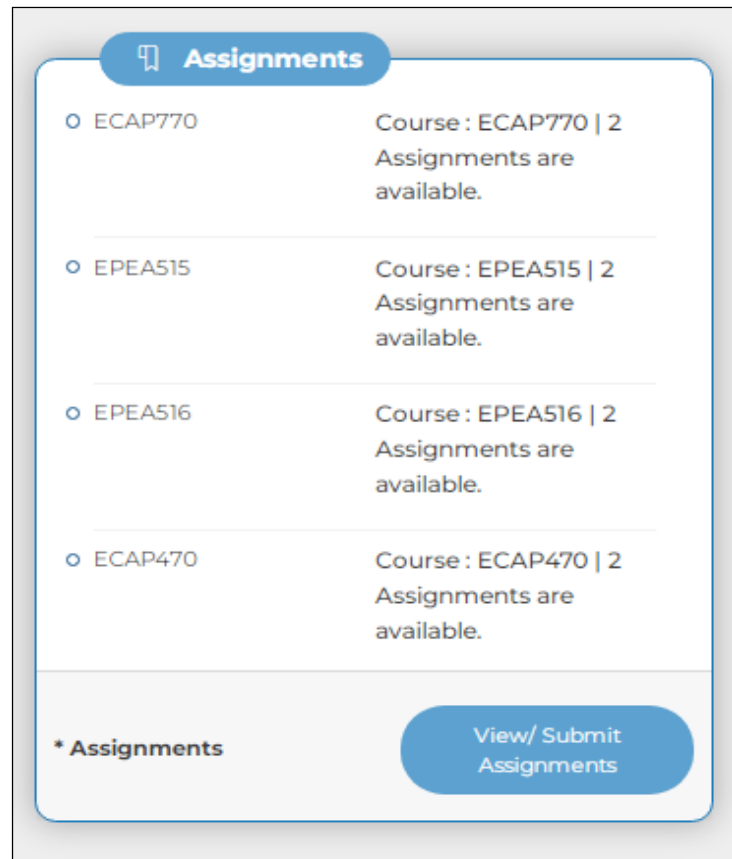 Assignments
ECAP770
Course : ECAP770 | 2
Assignments are
available.
EPEA515
Course : EPEA515 | 2
Assignments are
available.
EPEA516
Course : EPEA516 | 2
Assignments are
available.
ECAP470
Course : ECAP470 | 2
Assignments are
available.
* Assignments
View/ Submit
Assignments